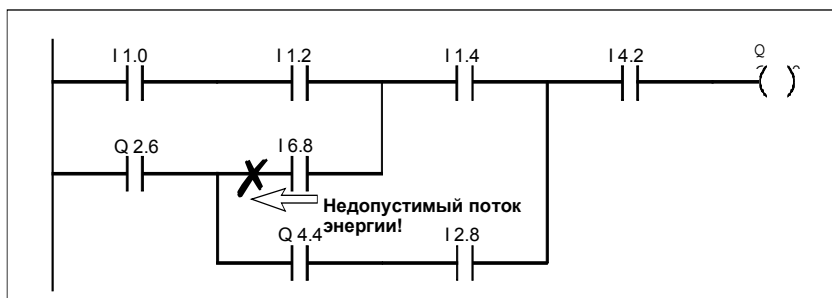 I 1.0 I 1.2 I 1.4 I 4.2 Q
Q 2.6 I 6.8
Недопустимый поток
энергии!
Q 4.4 I 2.8